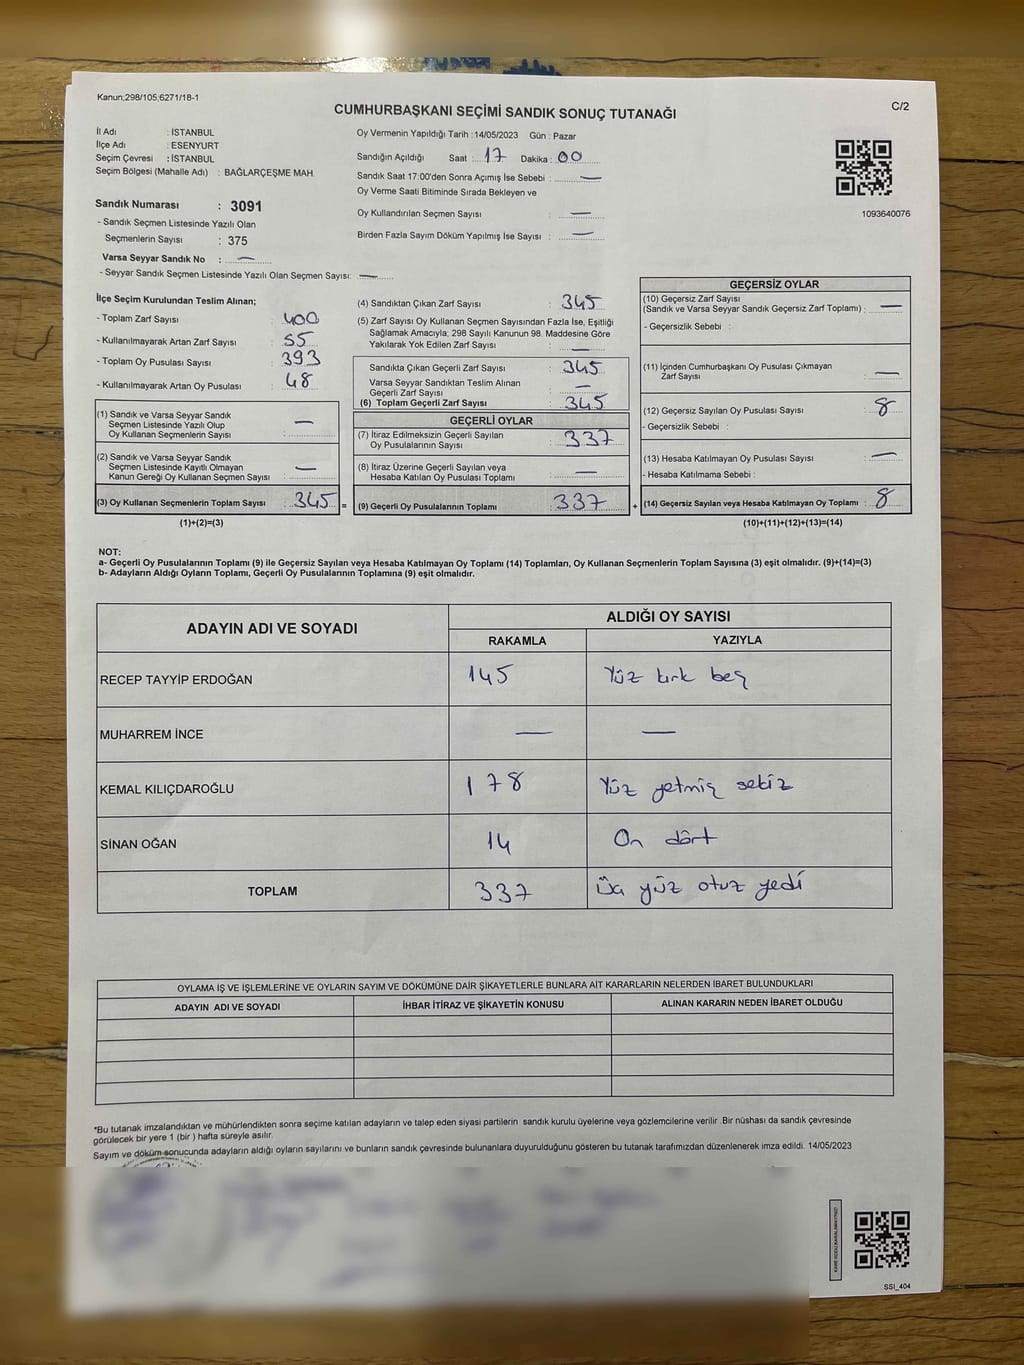 Kanun;298/105;6271/18-1
C/2
CUMHURBAŞKANI SEÇİMİ SANDIK SONUÇ TUTANAĞI
İl Adı : İSTANBUL
İlçe Adı : ESENYURT
Seçim Çevresi : İSTANBUL
Seçim Bölgesi (Mahalle Adı) : BAĞLARÇEŞME MAH.
Sandık Numarası : 3091
- Sandık Seçmen Listesinde Yazılı Olan
Seçmenlerin Sayısı : 375
Varsa Seyyar Sandık No : —
- Seyyar Sandık Seçmen Listesinde Yazılı Olan Seçmen Sayısı: —
Oy Vermenin Yapıldığı Tarih :14/05/2023 Gün : Pazar
Sandığın Açıldığı Saat : 17 Dakika : 00
Sandık Saat 17:00'den Sonra Açımış İse Sebebi : —
Oy Verme Saati Bitiminde Sırada Bekleyen ve
Oy Kullandırılan Seçmen Sayısı : —
Birden Fazla Sayım Döküm Yapılmış İse Sayısı : —
1093640076
İlçe Seçim Kurulundan Teslim Alınan;
- Toplam Zarf Sayısı : 400
- Kullanılmayarak Artan Zarf Sayısı : 55
- Toplam Oy Pusulası Sayısı : 393
- Kullanılmayarak Artan Oy Pusulası : 48
(1) Sandık ve Varsa Seyyar Sandık
Seçmen Listesinde Yazılı Olup
Oy Kullanan Seçmenlerin Sayısı : —
(2) Sandık ve Varsa Seyyar Sandık
Seçmen Listesinde Kayıtlı Olmayan
Kanun Gereği Oy Kullanan Seçmen Sayısı : —
(3) Oy Kullanan Seçmenlerin Toplam Sayısı : 345 =
(1)+(2)=(3)
(4) Sandıktan Çıkan Zarf Sayısı : 345
(5) Zarf Sayısı Oy Kullanan Seçmen Sayısından Fazla İse, Eşitliği
Sağlamak Amacıyla; 298 Sayılı Kanunun 98. Maddesine Göre
Yakılarak Yok Edilen Zarf Sayısı : —
Sandıkta Çıkan Geçerli Zarf Sayısı : 345
Varsa Seyyar Sandıktan Teslim Alınan
Geçerli Zarf Sayısı : —
(6) Toplam Geçerli Zarf Sayısı : 345
GEÇERLİ OYLAR
(7) İtiraz Edilmeksizin Geçerli Sayılan
Oy Pusulalarının Sayısı : 337
(8) İtiraz Üzerine Geçerli Sayılan veya
Hesaba Katılan Oy Pusulası Toplamı : —
(9) Geçerli Oy Pusulalarının Toplamı : 337 +
GEÇERSİZ OYLAR
(10) Geçersiz Zarf Sayısı
(Sandık ve Varsa Seyyar Sandık Geçersiz Zarf Toplamı) : —
- Geçersizlik Sebebi :
(11) İçinden Cumhurbaşkanı Oy Pusulası Çıkmayan
Zarf Sayısı : —
(12) Geçersiz Sayılan Oy Pusulası Sayısı : 8
- Geçersizlik Sebebi :
(13) Hesaba Katılmayan Oy Pusulası Sayısı : —
- Hesaba Katılmama Sebebi :
(14) Geçersiz Sayılan veya Hesaba Katılmayan Oy Toplamı : 8
(10)+(11)+(12)+(13)=(14)
NOT:
a- Geçerli Oy Pusulalarının Toplamı (9) ile Geçersiz Sayılan veya Hesaba Katılmayan Oy Toplamı (14) Toplamları, Oy Kullanan Seçmenlerin Toplam Sayısına (3) eşit olmalıdır. (9)+(14)=(3)
b- Adayların Aldığı Oyların Toplamı, Geçerli Oy Pusulalarının Toplamına (9) eşit olmalıdır.
ADAYIN ADI VE SOYADI
ALDIĞI OY SAYISI
RAKAMLA YAZIYLA
RECEP TAYYİP ERDOĞAN 145 Yüz kırk beş
MUHARREM İNCE — —
KEMAL KILIÇDAROĞLU 178 Yüz yetmiş sekiz
SİNAN OĞAN 14 On dört
TOPLAM 337 Üç yüz otuz yedi
OYLAMA İŞ VE İŞLEMLERİNE VE OYLARIN SAYIM VE DÖKÜMÜNE DAİR ŞİKAYETLERLE BUNLARA AİT KARARLARIN NELERDEN İBARET BULUNDUKLARI
ADAYIN ADI VE SOYADI İHBAR İTİRAZ VE ŞİKAYETİN KONUSU ALINAN KARARIN NEDEN İBARET OLDUĞU
*Bu tutanak imzalandıktan ve mühürlendikten sonra seçime katılan adayların ve talep eden siyasi partilerin sandık kurulu üyelerine veya gözlemcilerine verilir. Bir nüshası da sandık çevresinde
görülecek bir yere 1 (bir ) hafta süreyle asılır.
Sayım ve döküm sonucunda adayların aldığı oyların sayılarını ve bunların sandık çevresinde bulunanlara duyurulduğunu gösteren bu tutanak tarafımızdan düzenlenerek imza edildi. 14/05/2023
SSI_404